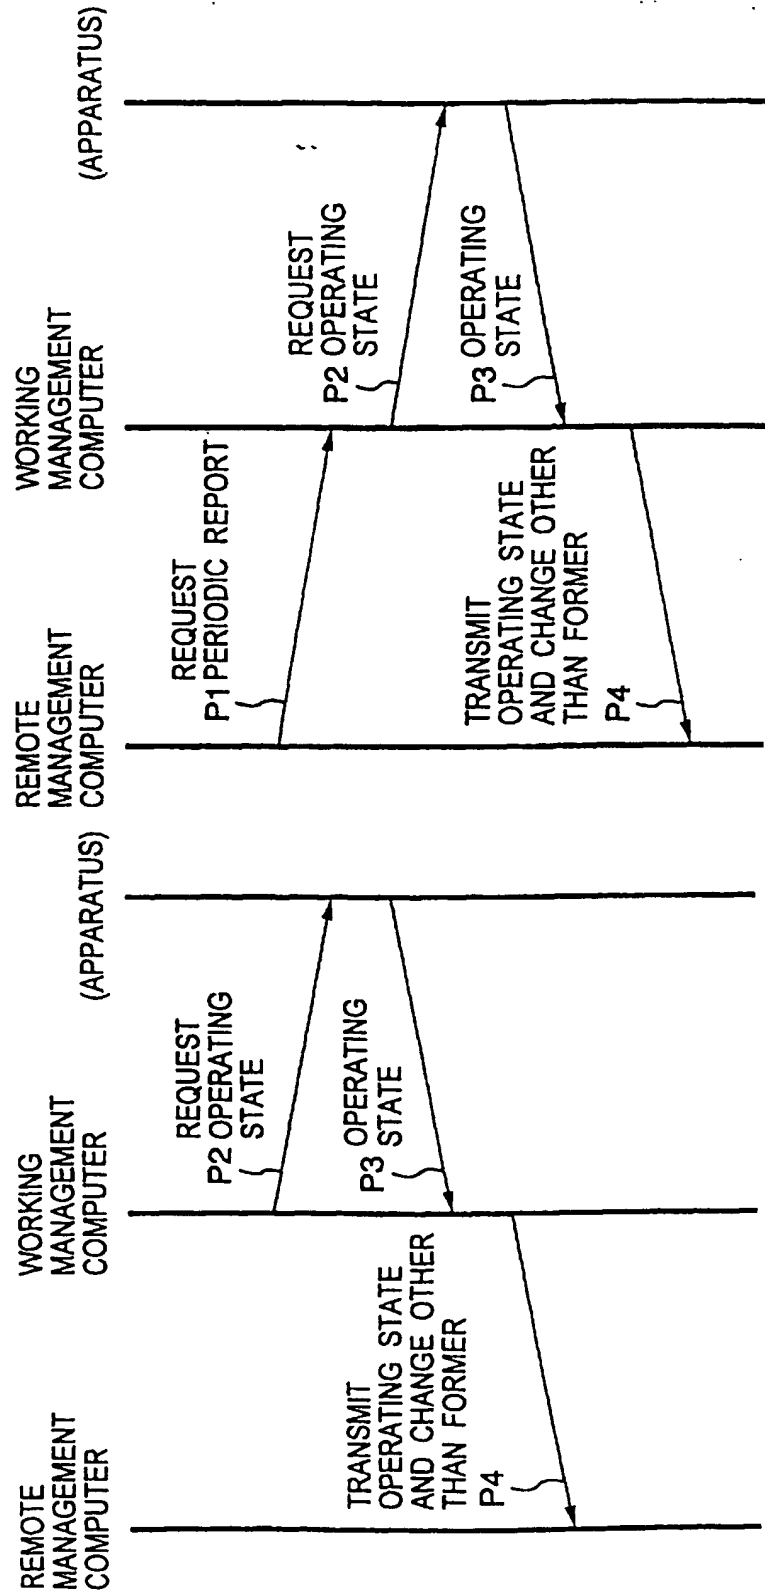 REMOTE
MANAGEMENT
COMPUTER
WORKING
MANAGEMENT
COMPUTER
(APPARATUS)
REQUEST
P2 OPERATING
STATE
P3 OPERATING
STATE
TRANSMIT
OPERATING STATE
AND CHANGE OTHER
THAN FORMER
P4
REMOTE
MANAGEMENT
COMPUTER
WORKING
MANAGEMENT
COMPUTER
(APPARATUS)
REQUEST
P1 PERIODIC REPORT
REQUEST
OPERATING
P2 STATE
P3 OPERATING
STATE
TRANSMIT
OPERATING STATE
AND CHANGE OTHER
THAN FORMER
P4